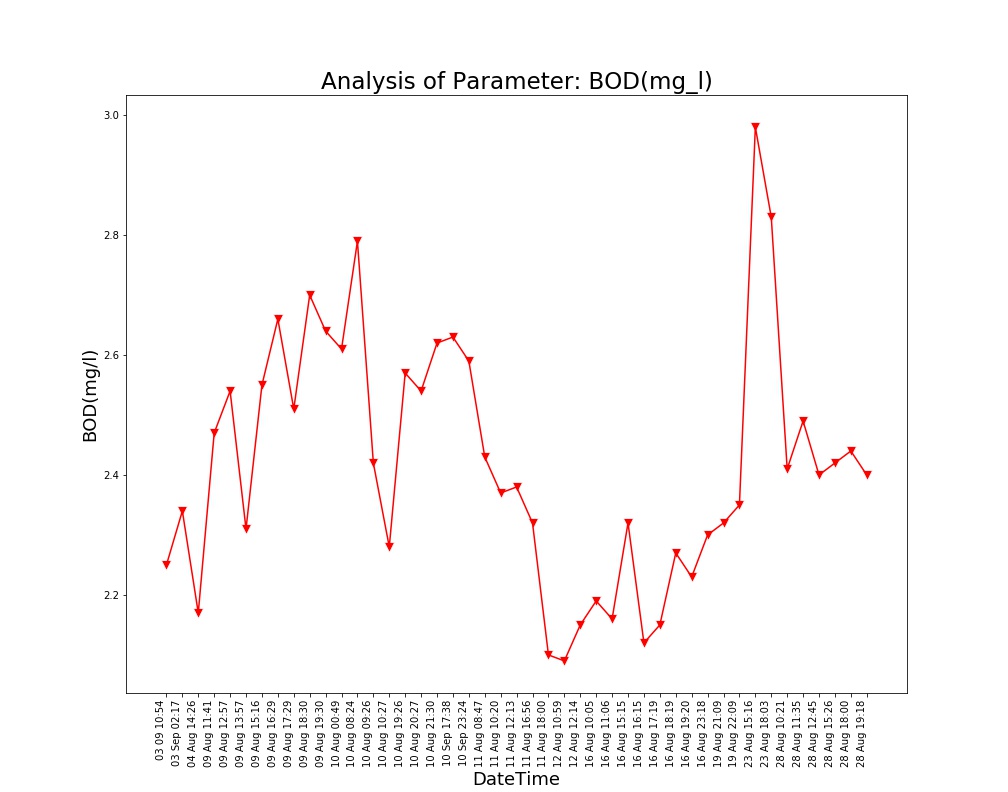 Analysis of Parameter: BOD(mg_l)
BOD(mg/l)
3.0
2.8
2.6
2.4
2.2
03 09 10:54
03 Sep 02:17
04 Aug 14:26
09 Aug 11:41
09 Aug 12:57
09 Aug 13:57
09 Aug 15:16
09 Aug 16:29
09 Aug 17:29
09 Aug 18:30
09 Aug 19:30
10 Aug 00:49
10 Aug 08:24
10 Aug 09:26
10 Aug 10:27
10 Aug 19:26
10 Aug 20:27
10 Aug 21:30
10 Sep 17:38
10 Sep 23:24
11 Aug 08:47
11 Aug 10:20
11 Aug 12:13
11 Aug 16:56
11 Aug 18:00
12 Aug 10:59
12 Aug 12:14
16 Aug 10:05
16 Aug 11:06
16 Aug 15:15
16 Aug 16:15
16 Aug 17:19
16 Aug 18:19
16 Aug 19:20
16 Aug 23:18
19 Aug 21:09
19 Aug 22:09
23 Aug 15:16
23 Aug 18:03
28 Aug 10:21
28 Aug 11:35
28 Aug 12:45
28 Aug 15:26
28 Aug 18:00
28 Aug 19:18
DateTime